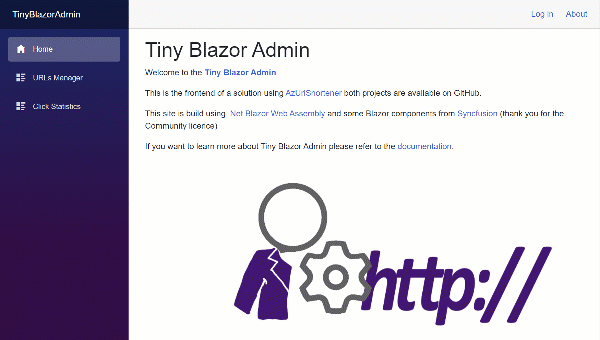 TinyBlazorAdmin
Log in About
Home
URLs Manager
Click Statistics
Tiny Blazor Admin
Welcome to the Tiny Blazor Admin
This is the frontend of a solution using AzUrlShortener both projects are available on GitHub.
This site is build using .Net Blazor Web Assembly and some Blazor components from Syncfusion (thank you for the
Community licence)
If you want to learn more about Tiny Blazor Admin please refer to the documentation.
http://